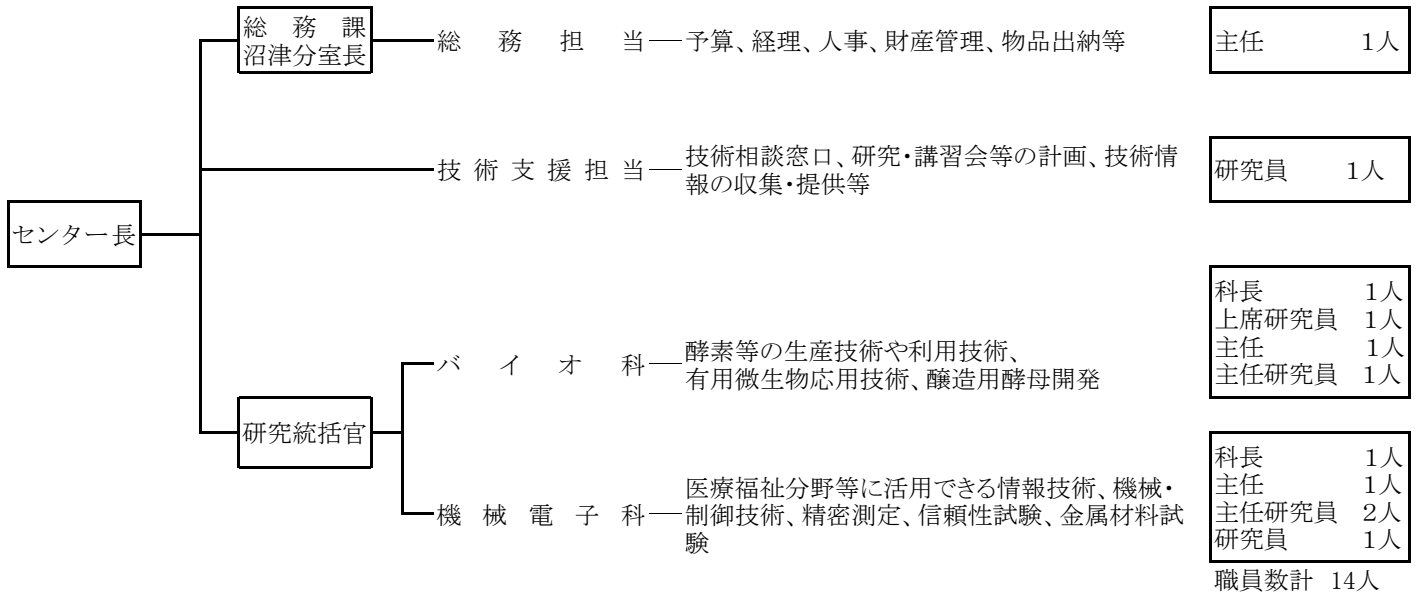 総務課
沼津分室長
総務担当
予算、経理、人事、財産管理、物品出納等
主任 1人
技術支援担当
技術相談窓口、研究・講習会等の計画、技術情
報の収集・提供等
研究員 1人
センター長
研究統括官
バイオ科
酵素等の生産技術や利用技術、
有用微生物応用技術、醸造用酵母開発
科長 1人
上席研究員 1人
主任 1人
主任研究員 1人
機械電子科
医療福祉分野等に活用できる情報技術、機械・
制御技術、精密測定、信頼性試験、金属材料試
験
科長 1人
主任 1人
主任研究員 2人
研究員 1人
職員数計 14人